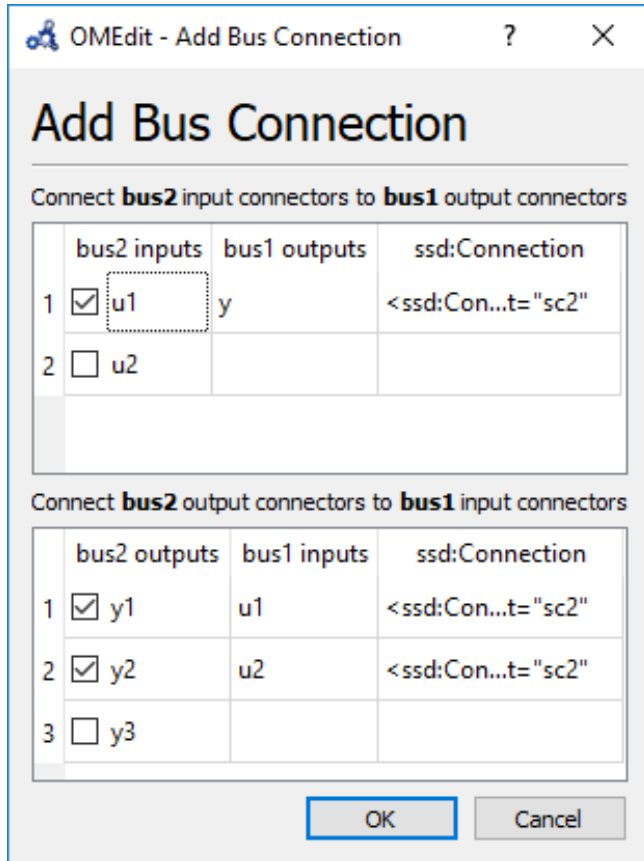 OMEdit - Add Bus Connection ?
Add Bus Connection
Connect bus2 input connectors to bus1 output connectors
bus2 inputs bus1 outputs ssd:Connection
1 u1 y <ssd:Con...t="sc2"
2 u2
Connect bus2 output connectors to bus1 input connectors
bus2 outputs bus1 inputs ssd:Connection
1 y1 u1 <ssd:Con...t="sc2"
2 y2 u2 <ssd:Con...t="sc2"
3 y3
OK Cancel